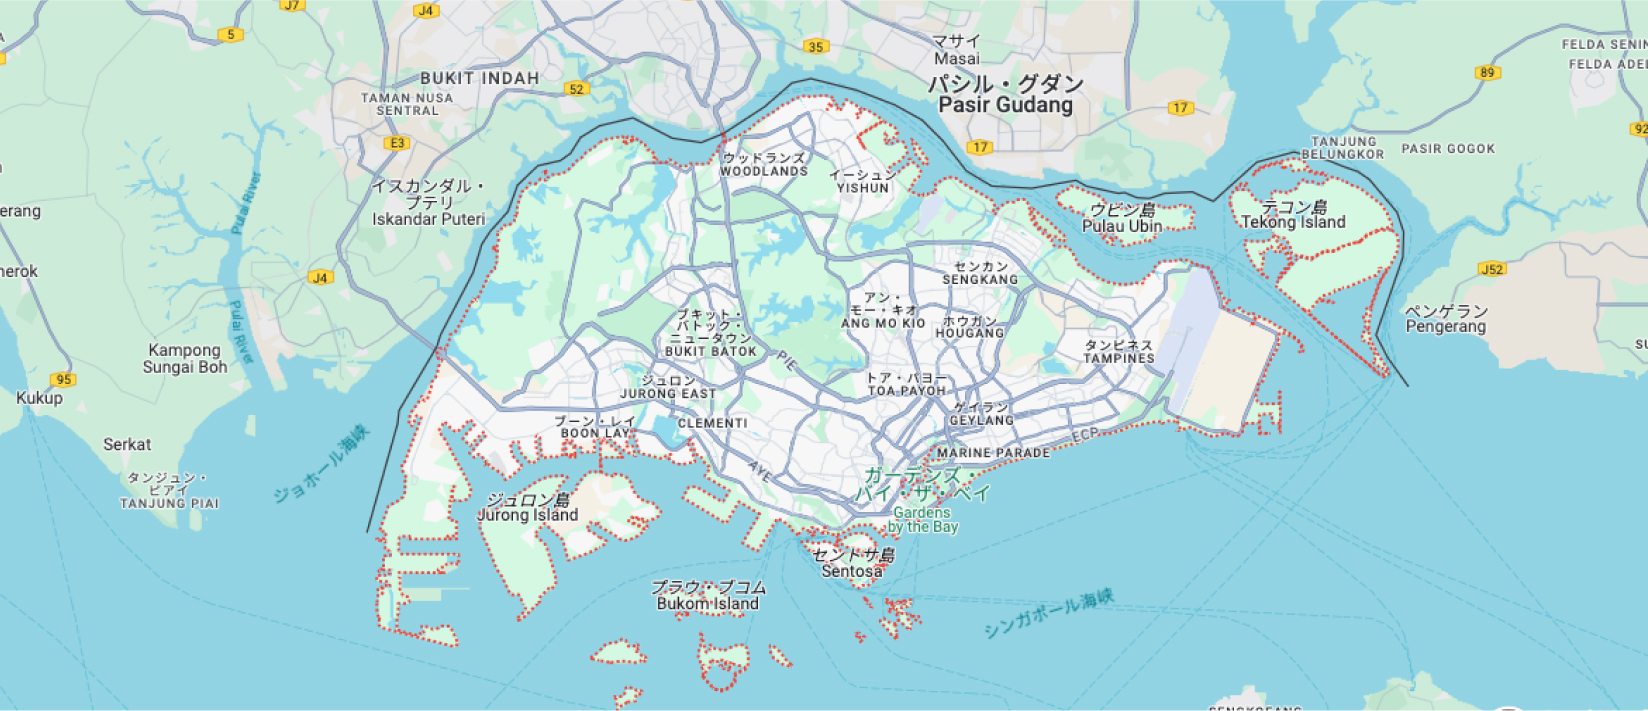 J7
J4
5
35
マサイ
Masai
FELDA SENIN
FELDA ADEL
BUKIT INDAH
52
パシル・グダン
Pasir Gudang
89
TAMAN NUSA
SENTRAL
17
92
E3
17
TANJUNG
BELUNGKOR
PASIR GOGOK
ウッドランズ
WOODLANDS
イーシュン
YISHUN
イスカンダル・
プテリ
Iskandar Puteri
Pulai River
erang
ウビン島
Pulau Ubin
テコン島
Tekong Island
nerok
J4
センカン
SENGKANG
J52
アン・
モー・キオ
ANG MO KIO
ホウガン
HOUGANG
ペンゲラン
Pengerang
Pulai River
ブキット・
バトック・
ニュータウン
BUKIT BATOK
タンピネス
TAMPINES
Kampong
Sungai Boh
PIE
95
Kukup
ジュロン
JURONG EAST
トア・パヨー
TOA PAYOH
ゲイラン
GEYLANG
ブーン・レイ
BOON LAY
CLEMENTI
ECP
Serkat
ジョホール海峡
MARINE PARADE
AYE
タンジュン・
ピアイ
TANJUNG PIAI
ガーデンズ・
バイ・ザ・ベイ
Gardens
by the Bay
ジュロン島
Jurong Island
セントサ島
Sentosa
プラウ・ブコム
Bukom Island
シンガポール海峡